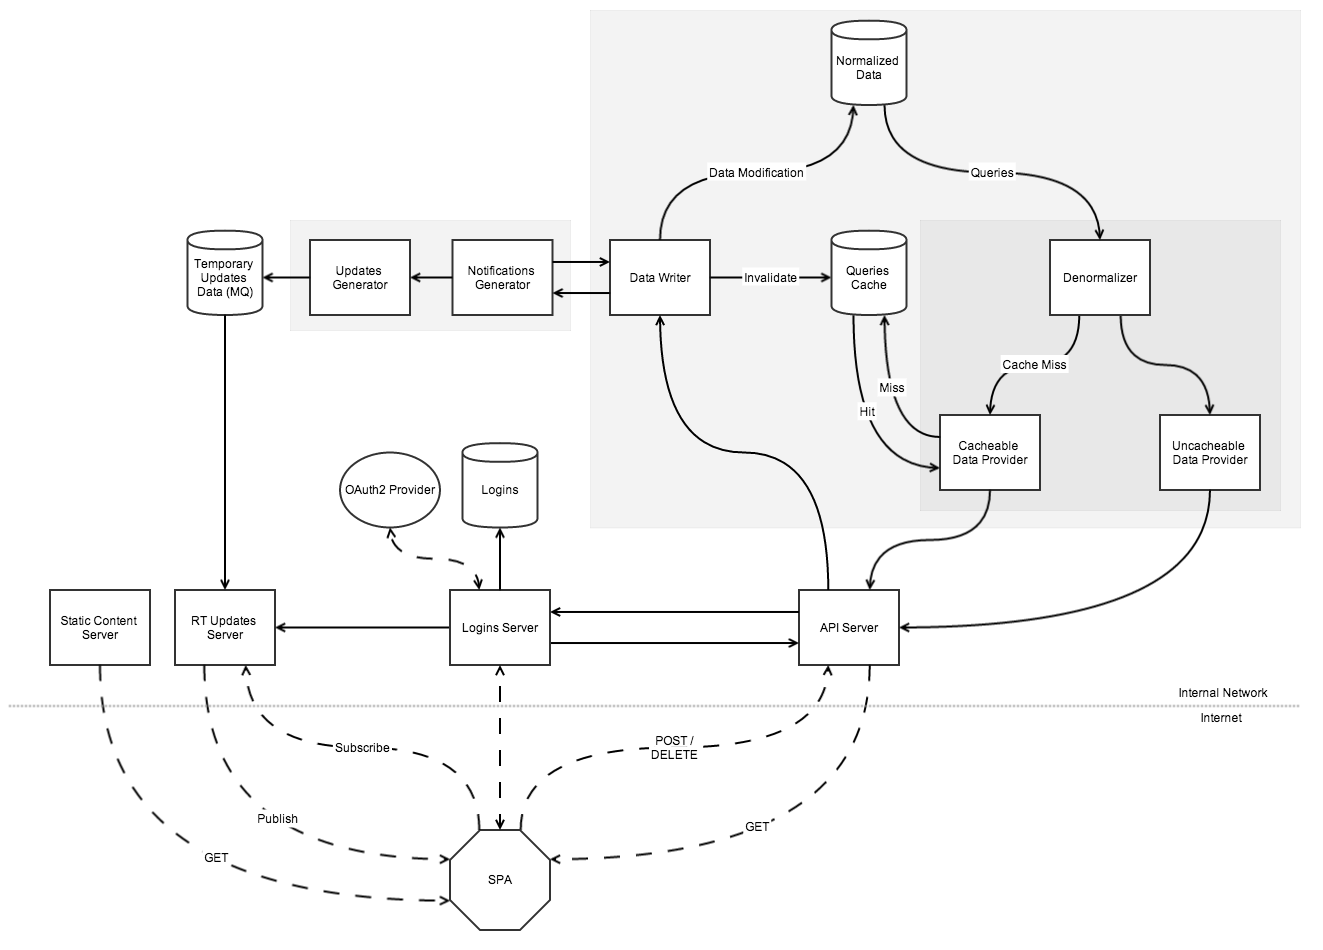 Normalized
Data
Data Modification
Queries
Temporary
Updates
Data (MQ)
Updates
Generator
Notifications
Generator
Data Writer
Invalidate
Queries
Cache
Denormalizer
Cache Miss
Miss
Hit
Cacheable
Data Provider
Uncacheable
Data Provider
OAuth2 Provider
Logins
Static Content
Server
RT Updates
Server
Logins Server
API Server
Internal Network
Internet
Subscribe
POST /
DELETE
Publish
GET
GET
SPA